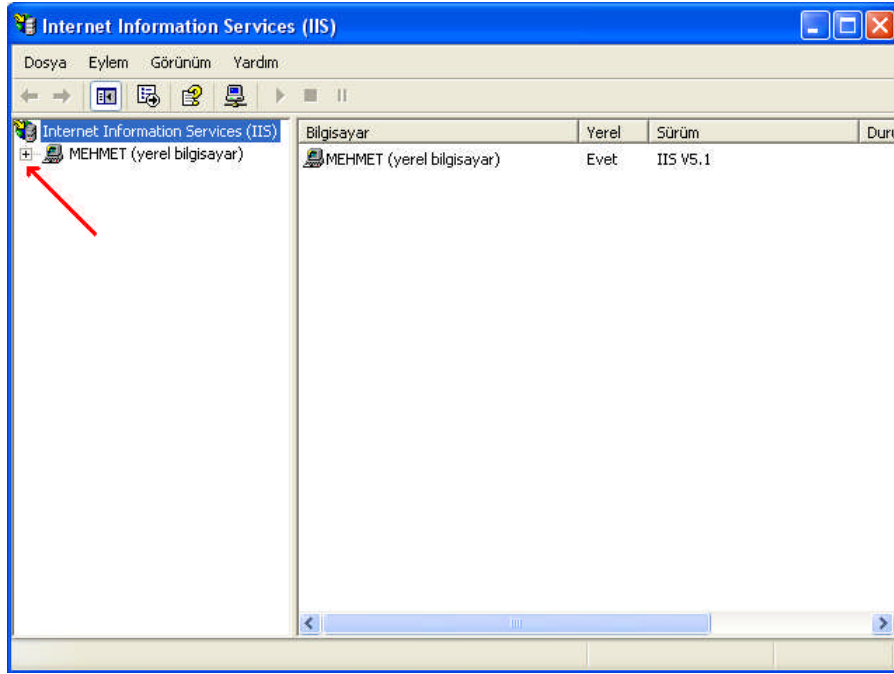 Internet Information Services (IIS)
Dosya Eylem Görünüm Yardım
Internet Information Services (IIS)
MEHMET (yerel bilgisayar)
Bilgisayar Yerel Sürüm Duru
MEHMET (yerel bilgisayar) Evet IIS V5.1